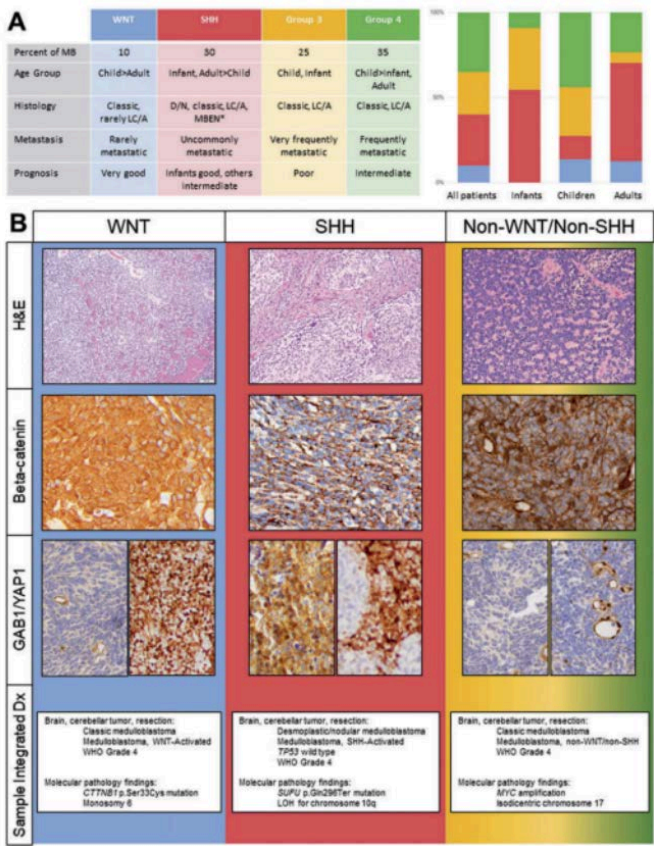 A
WNT SHH Group 3 Group 4
Percent of MB 10 30 25 35
Age Group Child>Adult Infant, Adult>Child Child, Infant Child>Infant, Adult
Histology Classic, rarely LC/A D/N, classic, LC/A, MBEN* Classic, LC/A Classic, LC/A
Metastasis Rarely metastatic Uncommonly metastatic Very frequently metastatic Frequently metastatic
Prognosis Very good Infants good, others intermediate Poor Intermediate
100%
50%
0%
All patients Infants Children Adults
B
WNT SHH Non-WNT/Non-SHH
H&E
Beta-catenin
GAB1/YAP1
Sample Integrated Dx
Brain, cerebellar tumor, resection:
Classic medulloblastoma
Medulloblastoma, WNT-Activated
WHO Grade 4
Molecular pathology findings:
CTTNB1 p.Ser33Cys mutation
Monosomy 6
Brain, cerebellar tumor, resection:
Desmoplastic/nodular medulloblastoma
Medulloblastoma, SHH-Activated
TP53 wild type
WHO Grade 4
Molecular pathology findings:
SUFU p.Gln296Ter mutation
LOH for chromosome 10q
Brain, cerebellar tumor, resection:
Classic medulloblastoma
Medulloblastoma, non-WNT/non-SHH
WHO Grade 4
Molecular pathology findings:
MYC amplification
Isodicentric chromosome 17